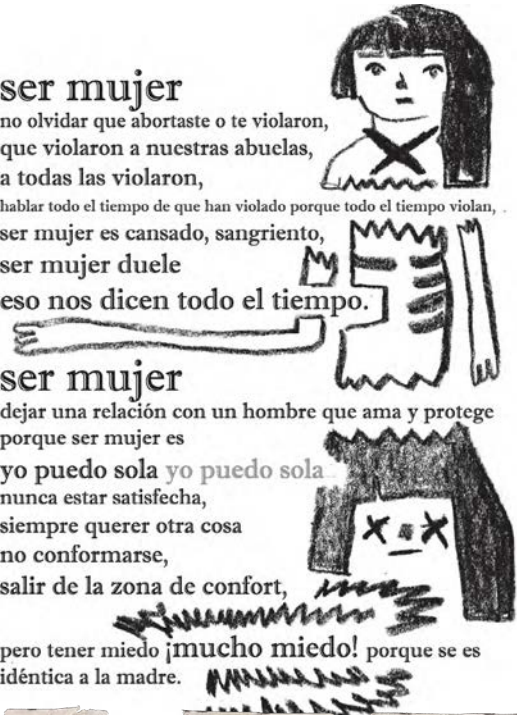 ser mujer
no olvidar que abortaste o te violaron,
que violaron a nuestras abuelas,
a todas las violaron,
hablar todo el tiempo de que han violado porque todo el tiempo violan,
ser mujer es cansado, sangriento,
ser mujer duele
eso nos dicen todo el tiempo.
ser mujer
dejar una relación con un hombre que ama y protege
porque ser mujer es
yo puedo sola yo puedo sola
nunca estar satisfecha,
siempre querer otra cosa
no conformarse,
salir de la zona de confort,
pero tener miedo ¡mucho miedo! porque se es
idéntica a la madre.